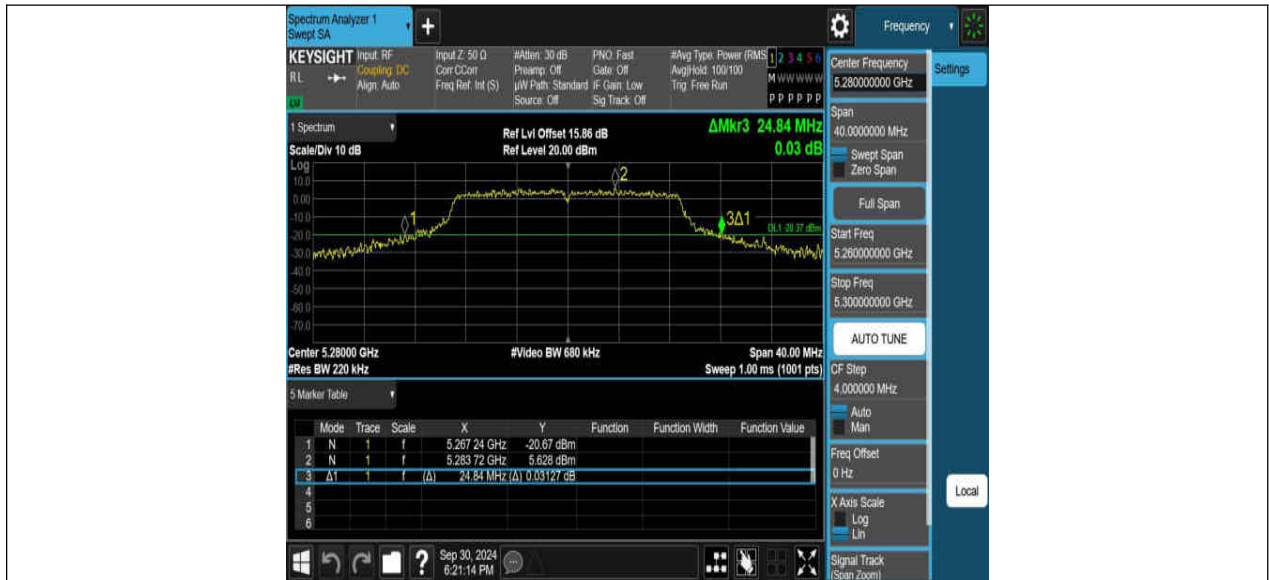 Spectrum Analyzer 1
Swept SA
+
Frequency
KEYSIGHT
RL
Input: RF
Coupling: DC
Align: Auto
Input Z: 50 Ω
Corr CCorr
Freq Ref: Int (S)
#Atten: 30 dB
Preamp: Off
µW Path: Standard
Source: Off
PNO: Fast
Gate: Off
IF Gain: Low
Sig Track: Off
#Avg Type: Power (RMS
Avg|Hold: 100/100
Trig: Free Run
1 2 3 4 5 6
M W W W W W
P P P P P P
1 Spectrum
Scale/Div 10 dB
Ref Lvl Offset 15.86 dB
Ref Level 20.00 dBm
ΔMkr3 24.84 MHz
0.03 dB
Log
10.0
0.00
-10.0
-20.0
-30.0
-40.0
-50.0
-60.0
-70.0
1
2
3Δ1
DL1 -20.37 dBm
Center 5.28000 GHz
#Video BW 680 kHz
Span 40.00 MHz
#Res BW 220 kHz
Sweep 1.00 ms (1001 pts)
5 Marker Table
Mode Trace Scale X Y Function Function Width Function Value
1 N 1 f 5.267 24 GHz -20.67 dBm
2 N 1 f 5.283 72 GHz 5.628 dBm
3 Δ1 1 f (Δ) 24.84 MHz (Δ) 0.03127 dB
4
5
6
?
Sep 30, 2024
6:21:14 PM
Center Frequency
5.280000000 GHz
Settings
Span
40.0000000 MHz
Swept Span
Zero Span
Full Span
Start Freq
5.260000000 GHz
Stop Freq
5.300000000 GHz
AUTO TUNE
CF Step
4.000000 MHz
Auto
Man
Freq Offset
0 Hz
X Axis Scale
Log
Lin
Signal Track
(Span Zoom)
Local